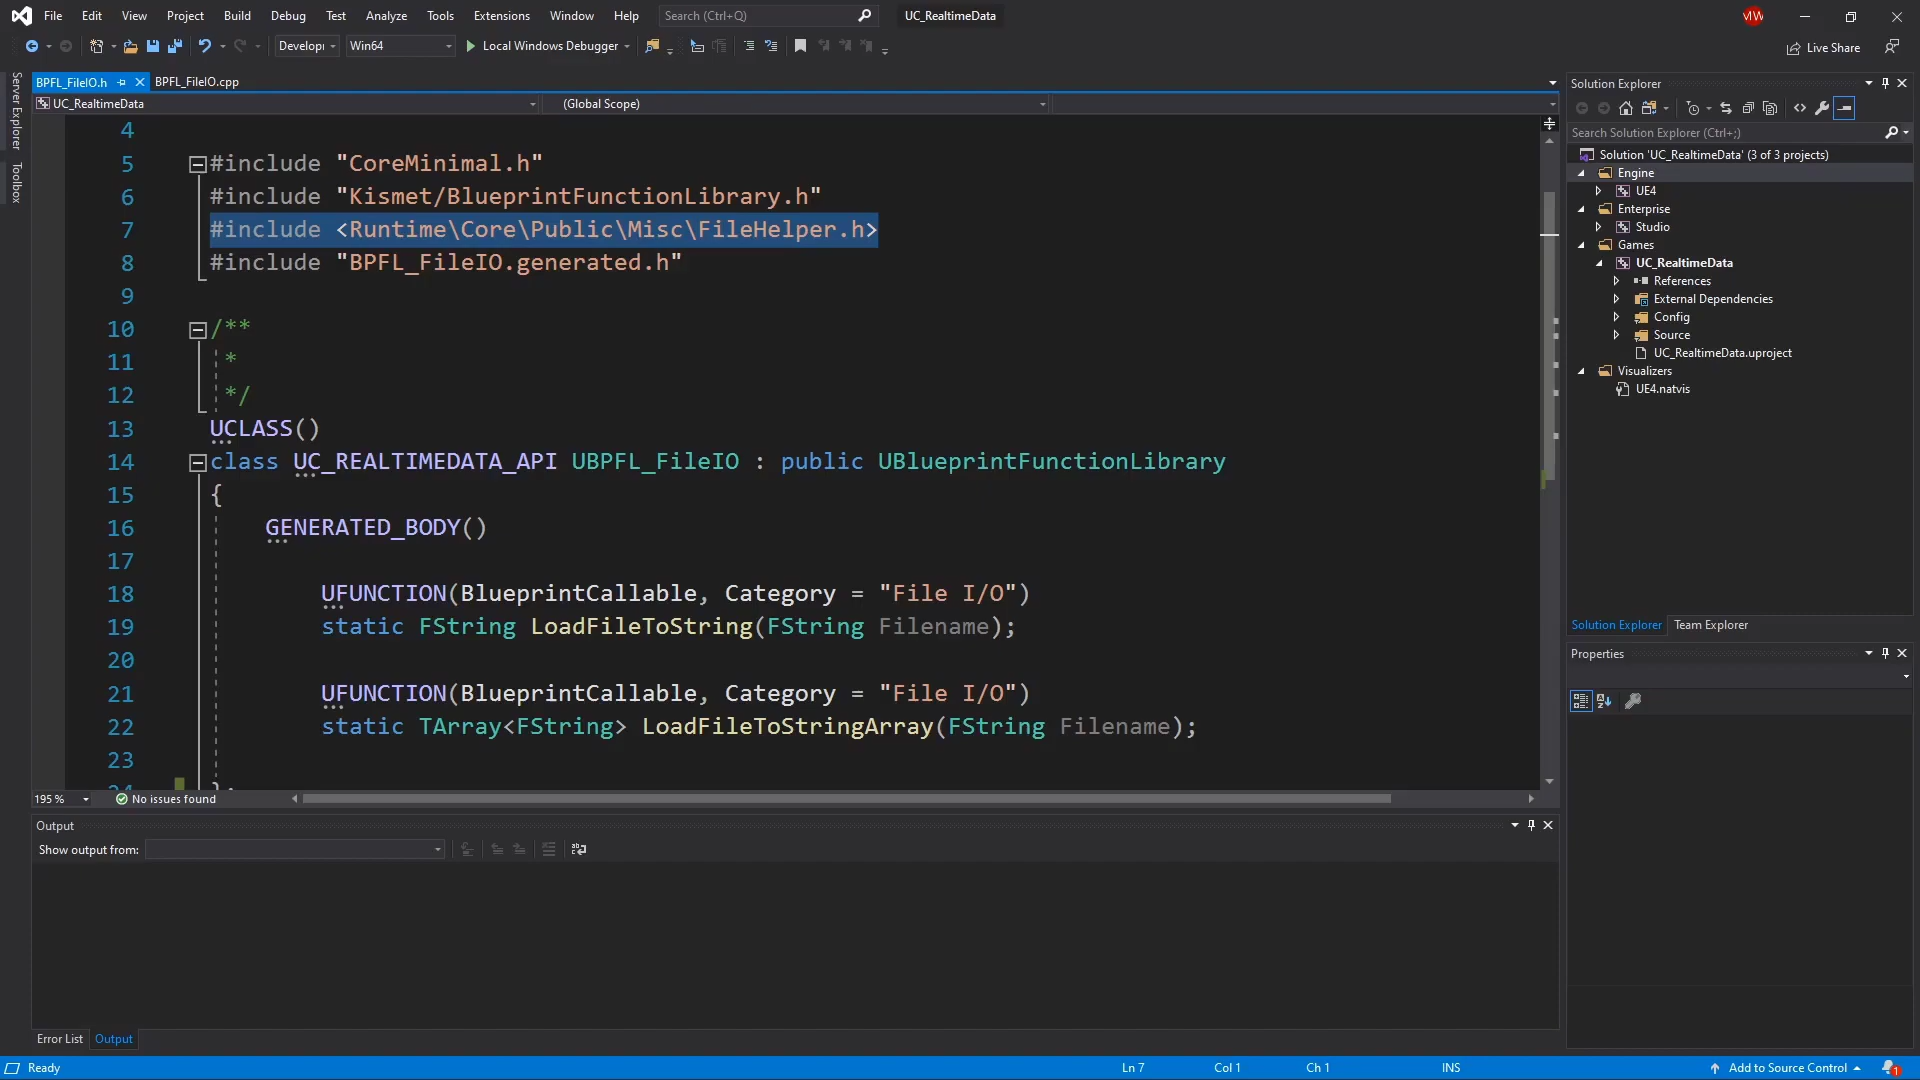 File Edit View Project Build Debug Test Analyze Tools Extensions Window Help Search (Ctrl+Q) UC_RealtimeData
Develop Win64 Local Windows Debugger Live Share
Server Explorer
Toolbox
BPFL_FileIO.h BPFL_FileIO.cpp
UC_RealtimeData (Global Scope)
4
5 #include "CoreMinimal.h"
6 #include "Kismet/BlueprintFunctionLibrary.h"
7 #include <Runtime\Core\Public\Misc\FileHelper.h>
8 #include "BPFL_FileIO.generated.h"
9
10 /**
11 *
12 */
13 UCLASS()
14 class UC_REALTIMEDATA_API UBPFL_FileIO : public UBlueprintFunctionLibrary
15 {
16 GENERATED_BODY()
17
18 UFUNCTION(BlueprintCallable, Category = "File I/O")
19 static FString LoadFileToString(FString Filename);
20
21 UFUNCTION(BlueprintCallable, Category = "File I/O")
22 static TArray<FString> LoadFileToStringArray(FString Filename);
23
195 % No issues found
Output
Show output from:
Error List Output
Solution Explorer
Search Solution Explorer (Ctrl+;)
Solution 'UC_RealtimeData' (3 of 3 projects)
Engine
UE4
Enterprise
Studio
Games
UC_RealtimeData
References
External Dependencies
Config
Source
UC_RealtimeData.uproject
Visualizers
UE4.natvis
Solution Explorer Team Explorer
Properties
Ready Ln 7 Col 1 Ch 1 INS Add to Source Control 1